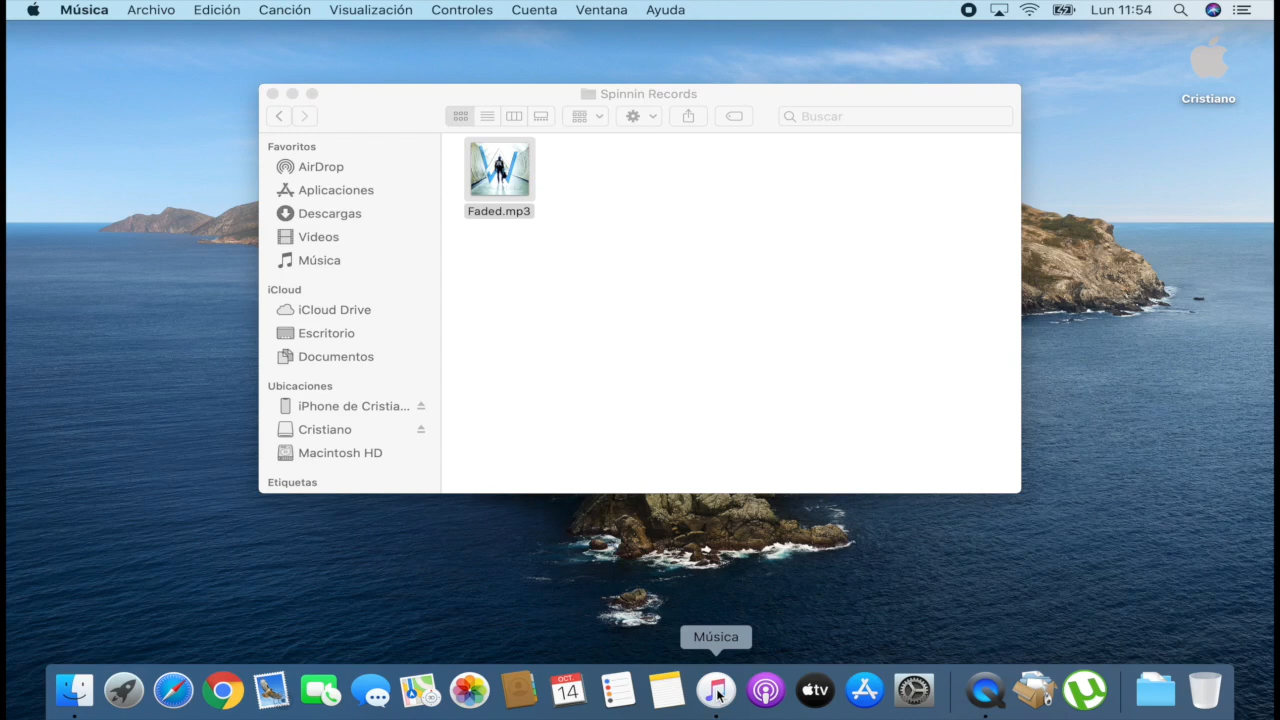 Música Archivo Edición Canción Visualización Controles Cuenta Ventana Ayuda Lun 11:54
Cristiano
Spinnin Records
Buscar
Favoritos
AirDrop
Aplicaciones
Descargas
Videos
Música
iCloud
iCloud Drive
Escritorio
Documentos
Ubicaciones
iPhone de Cristia...
Cristiano
Macintosh HD
Etiquetas
W
Faded.mp3
Música
OCT.
14
tv